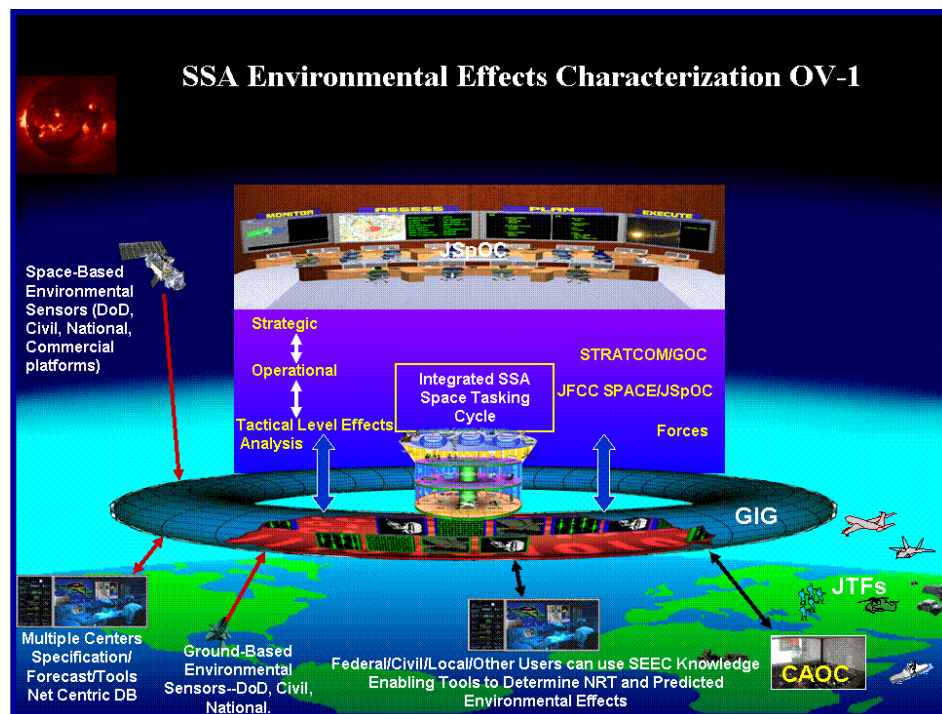 SSA Environmental Effects Characterization OV-1
MONITOR
ASSESS
PLAN
EXECUTE
JSpOC
Space-Based
Environmental
Sensors (DoD,
Civil, National,
Commercial
platforms)
Strategic
Operational
Tactical Level Effects
Analysis
Integrated SSA
Space Tasking
Cycle
STRATCOM/GOC
JFCC SPACE/JSpOC
Forces
GIG
JTFs
Multiple Centers
Specification/
Forecast/Tools
Net Centric DB
Ground-Based
Environmental
Sensors--DoD, Civil,
National.
Federal/Civil/Local/Other Users can use SEEC Knowledge
Enabling Tools to Determine NRT and Predicted
Environmental Effects
CAOC